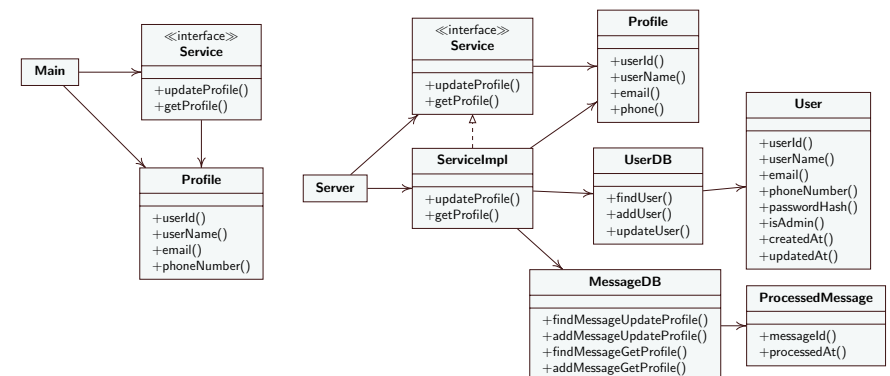 Main
≪interface≫
Service
+updateProfile()
+getProfile()
Profile
+userId()
+userName()
+email()
+phoneNumber()
Server
≪interface≫
Service
+updateProfile()
+getProfile()
ServiceImpl
+updateProfile()
+getProfile()
Profile
+userId()
+userName()
+email()
+phone()
UserDB
+findUser()
+addUser()
+updateUser()
User
+userId()
+userName()
+email()
+phoneNumber()
+passwordHash()
+isAdmin()
+createdAt()
+updatedAt()
MessageDB
+findMessageUpdateProfile()
+addMessageUpdateProfile()
+findMessageGetProfile()
+addMessageGetProfile()
ProcessedMessage
+messageId()
+processedAt()